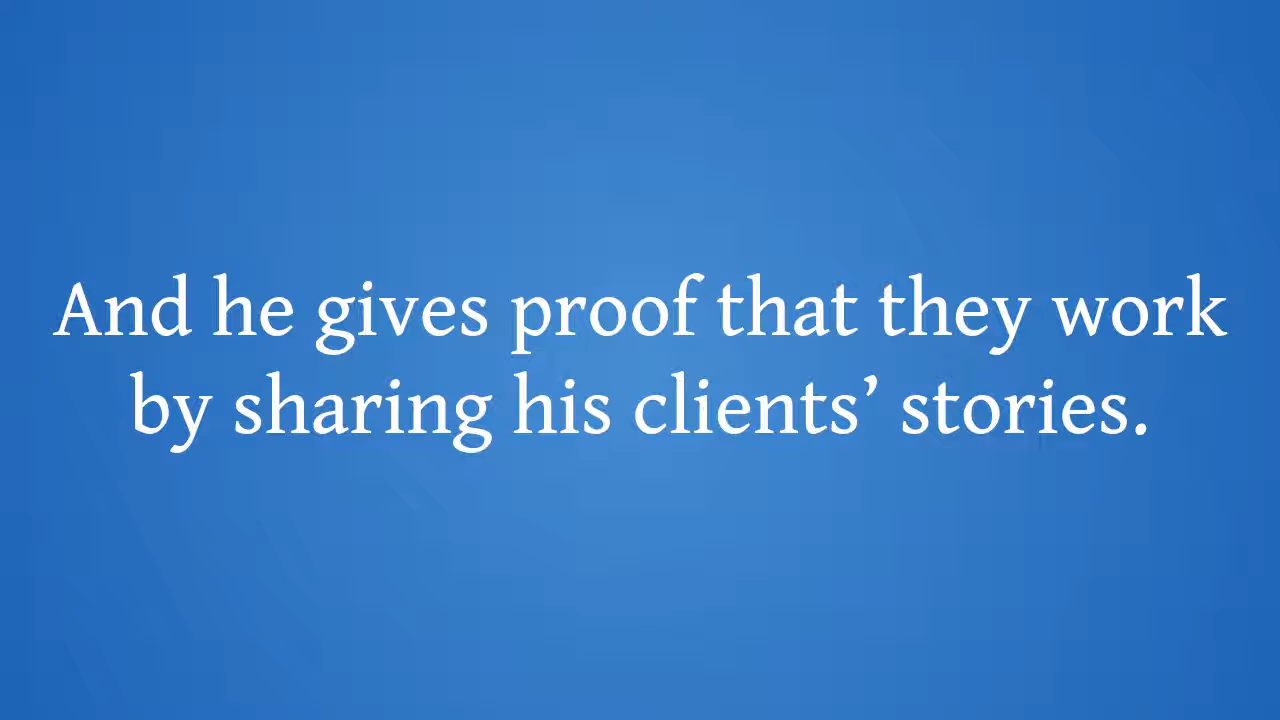 And he gives proof that they work
by sharing his clients’ stories.